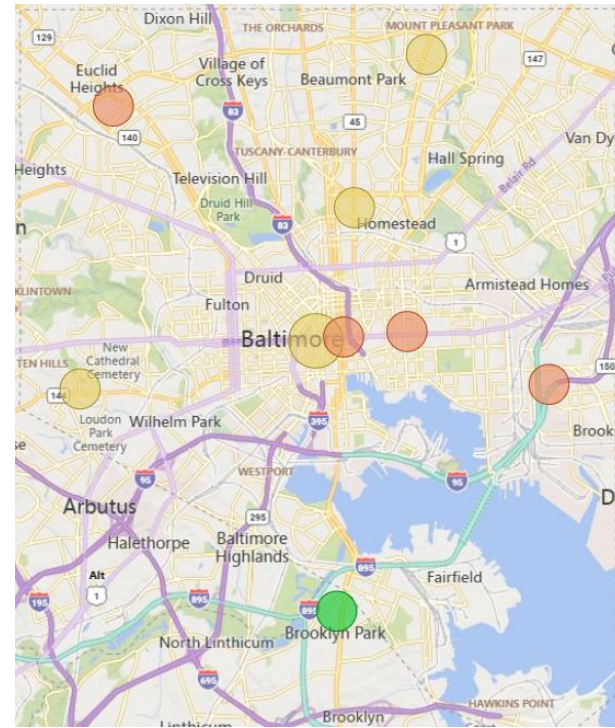 Dixon Hill
THE ORCHARDS
MOUNT PLEASANT PARK
129
Euclid
Heights
Village of
Cross Keys
Beaumont Park
147
83
140
45
TUSCANY-CANTERBURY
Van Dy
Heights
Television Hill
Hall Spring
Belair Rd
Druid Hill
Park
83
Homestead
1
n
Druid
Armistead Homes
KLINTOWN
Fulton
Baltimore
New
Cathedral
Cemetery
TEN HILLS
150
144
Loudon
Park
Cemetery
Wilhelm Park
395
Brook
se
WESTPORT
95
95
Arbutus
295
D
Halethorpe
Baltimore
Highlands
895
Alt
1
Fairfield
195
895
895
Brooklyn Park
North Linthicum
695
HAWKINS POINT
Linthicum
Brooklyn